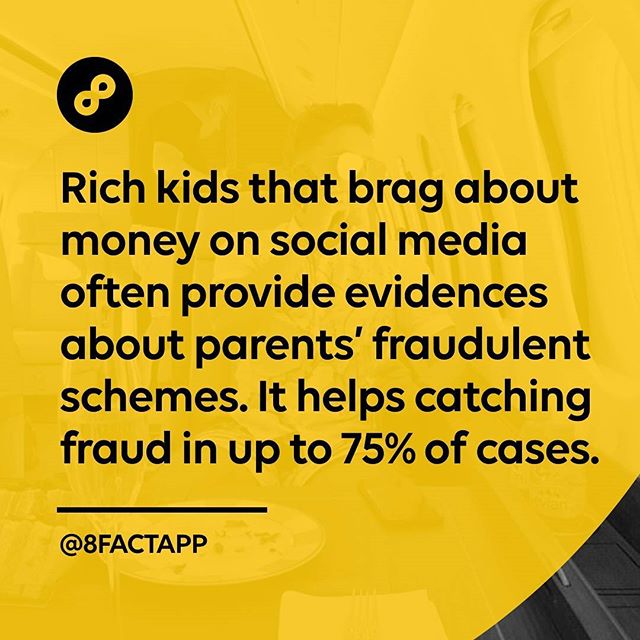 Rich kids that brag about
money on social media
often provide evidences
about parents' fraudulent
schemes. It helps catching
fraud in up to 75% of cases.
@8FACTAPP